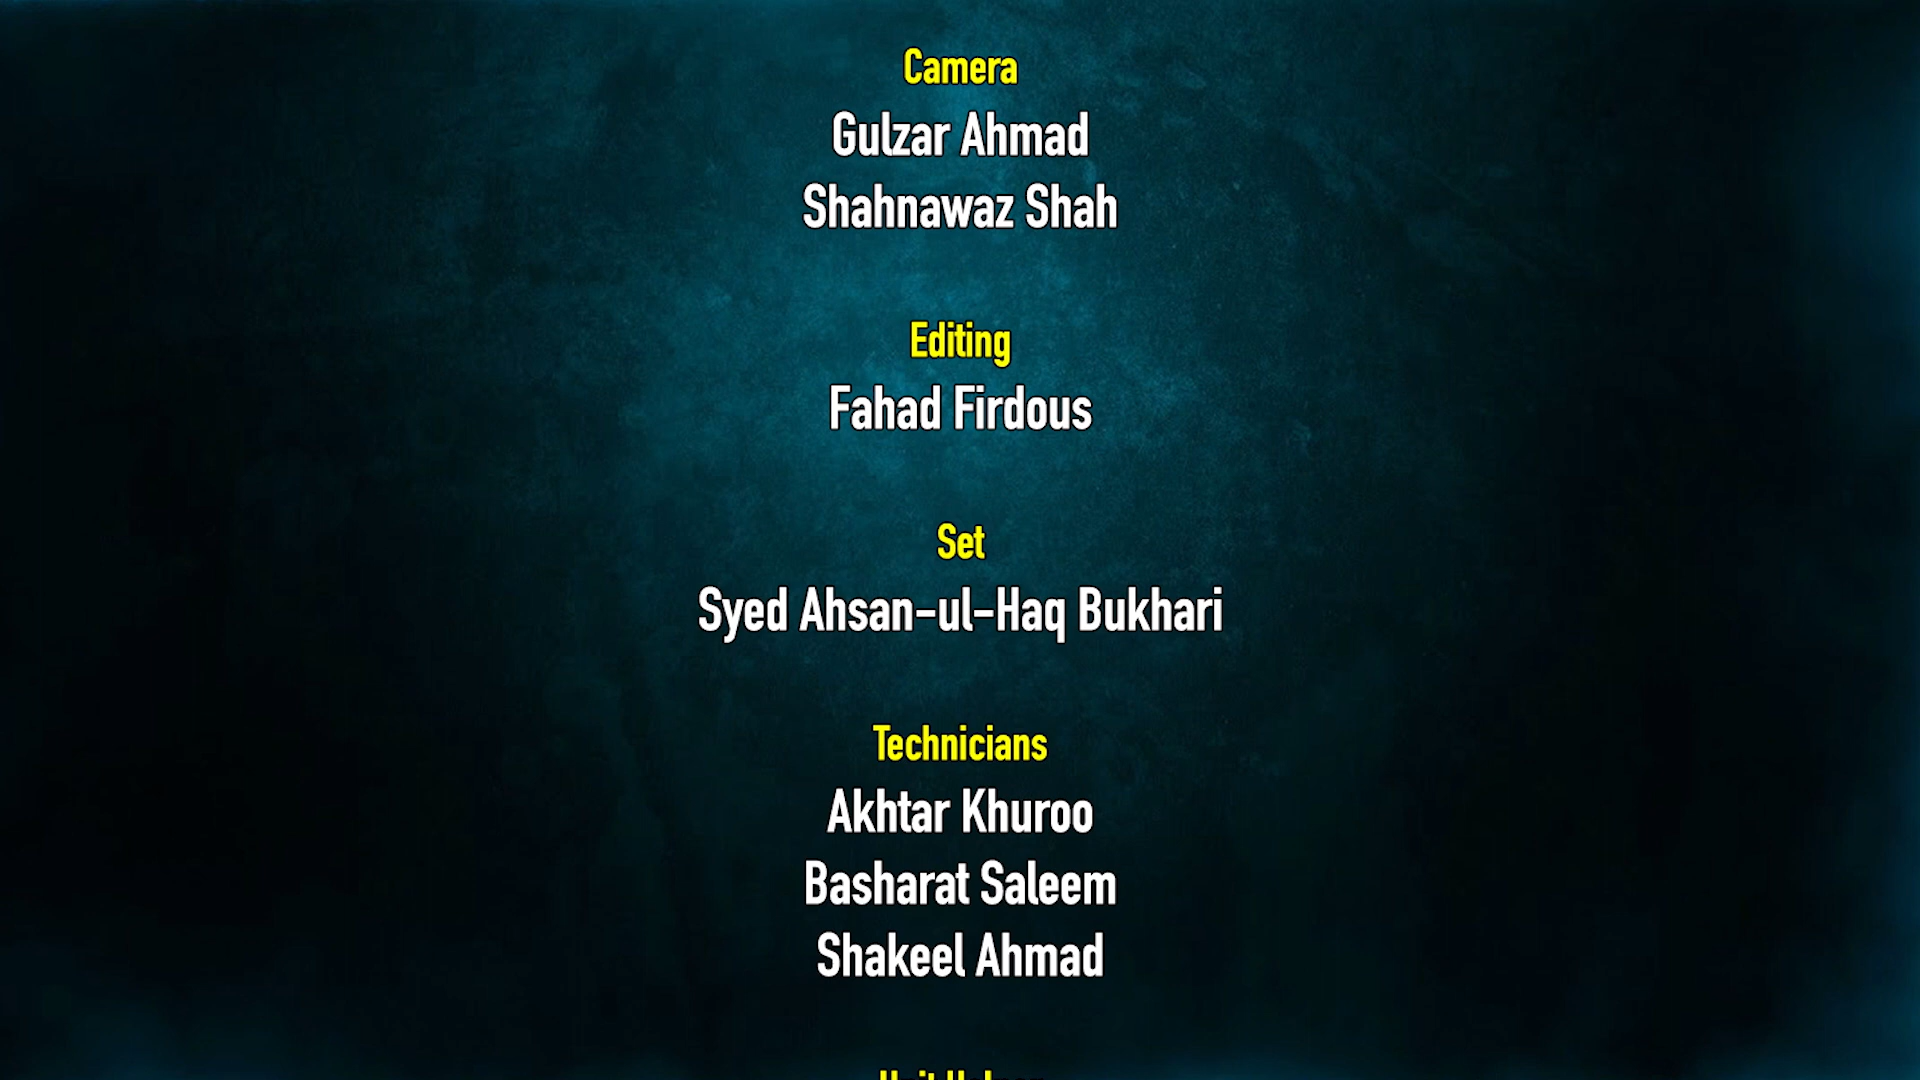 Camera
Gulzar Ahmad
Shahnawaz Shah
Editing
Fahad Firdous
Set
Syed Ahsan-ul-Haq Bukhari
Technicians
Akhtar Khuroo
Basharat Saleem
Shakeel Ahmad